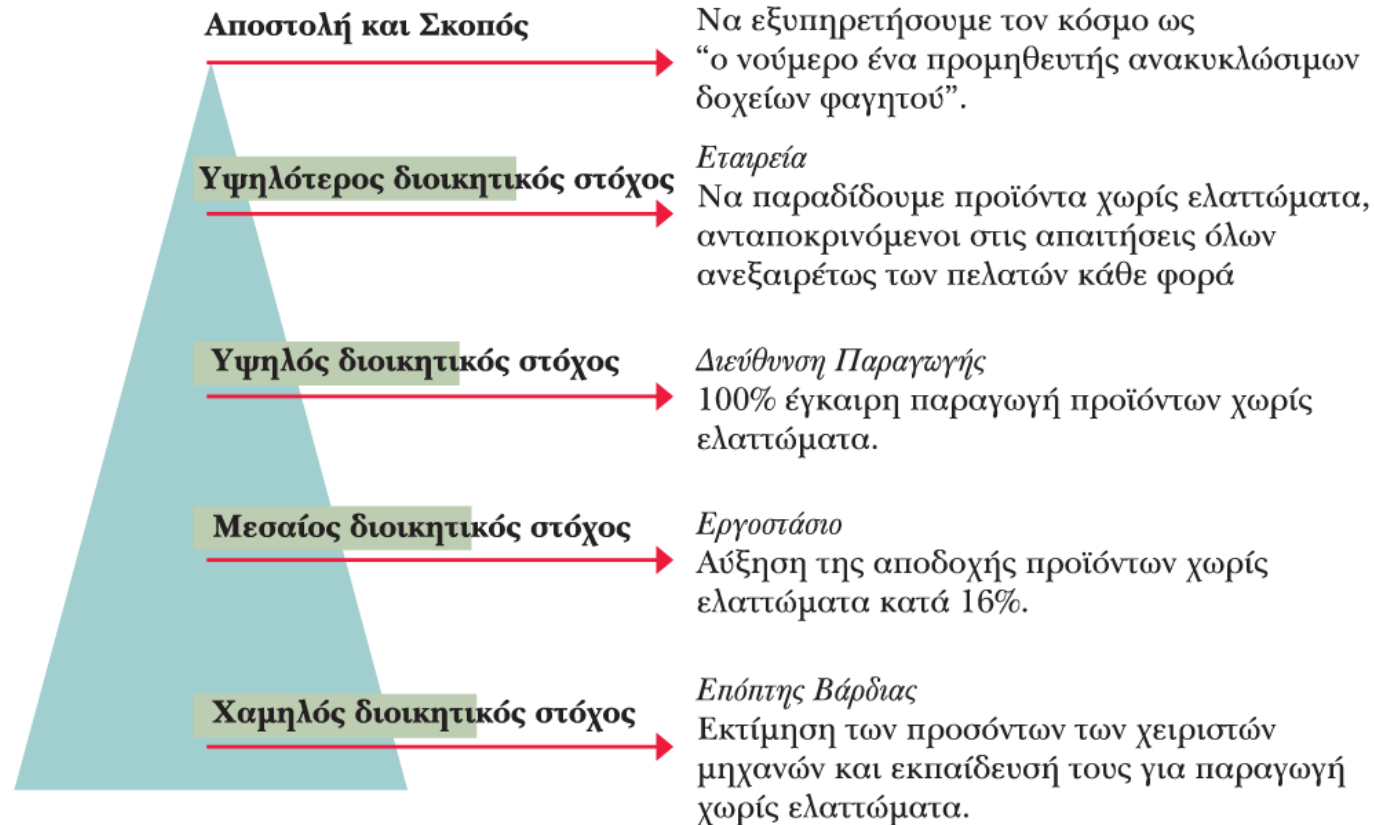 Αποστολή και Σκοπός
Να εξυπηρετήσουμε τον κόσμο ως
“ο νούμερο ένα προμηθευτής ανακυκλώσιμων
δοχείων φαγητού”.
Υψηλότερος διοικητικός στόχος
Εταιρεία
Να παραδίδουμε προϊόντα χωρίς ελαττώματα,
ανταποκρινόμενοι στις απαιτήσεις όλων
ανεξαιρέτως των πελατών κάθε φορά
Υψηλός διοικητικός στόχος
Διεύθυνση Παραγωγής
100% έγκαιρη παραγωγή προϊόντων χωρίς
ελαττώματα.
Μεσαίος διοικητικός στόχος
Εργοστάσιο
Αύξηση της αποδοχής προϊόντων χωρίς
ελαττώματα κατά 16%.
Χαμηλός διοικητικός στόχος
Επόπτης Βάρδιας
Εκτίμηση των προσόντων των χειριστών
μηχανών και εκπαίδευσή τους για παραγωγή
χωρίς ελαττώματα.